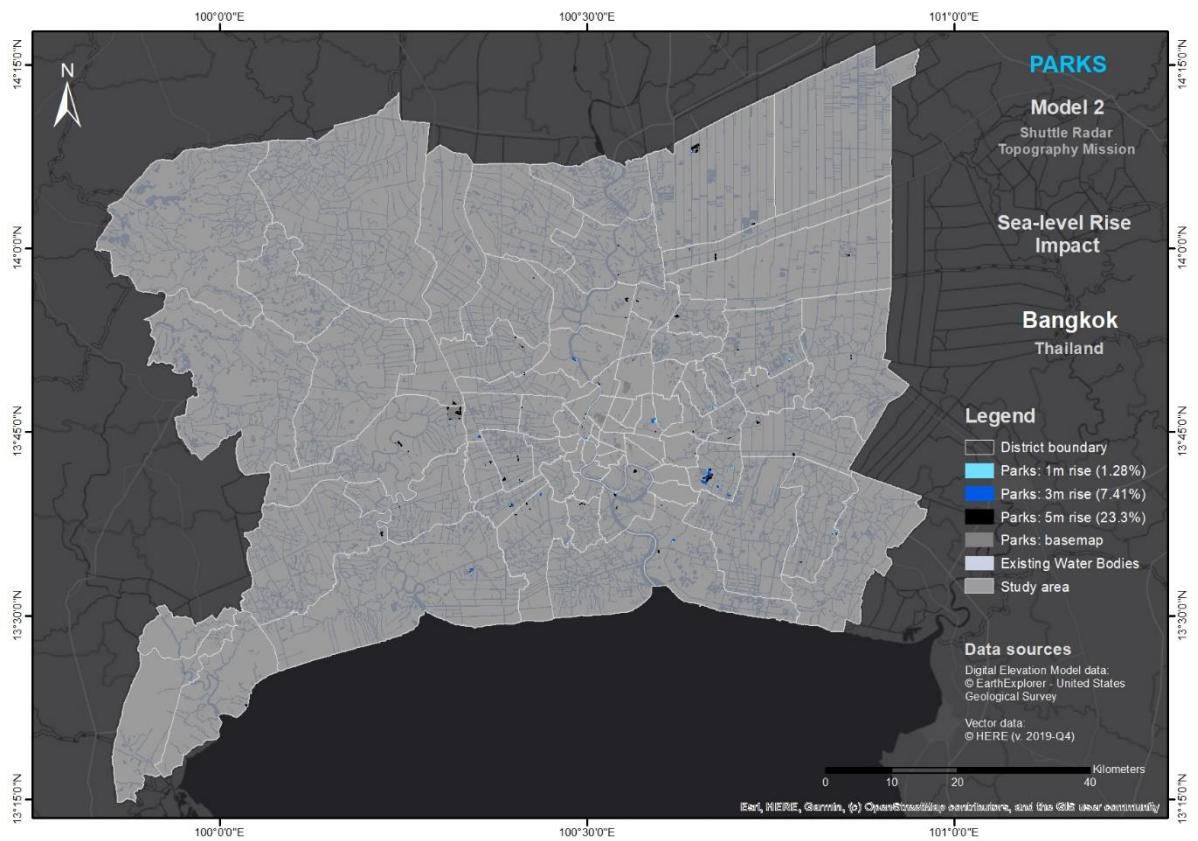 100°0'0"E
100°30'0"E
101°0'0"E
14°15'0"N
14°15'0"N
N
PARKS
Model 2
Shuttle Radar
Topography Mission
Sea-level Rise
Impact
14°0'0"N
14°0'0"N
Bangkok
Thailand
13°45'0"N
13°45'0"N
Legend
District boundary
Parks: 1m rise (1.28%)
Parks: 3m rise (7.41%)
Parks: 5m rise (23.3%)
Parks: basemap
Existing Water Bodies
Study area
13°30'0"N
13°30'0"N
Data sources
Digital Elevation Model data:
© EarthExplorer - United States
Geological Survey
Vector data:
© HERE (v. 2019-Q4)
Kilometers
0 10 20 40
13°15'0"N
13°15'0"N
Esri, HERE, Garmin, (c) OpenStreetMap contributors, and the GIS user community
100°0'0"E
100°30'0"E
101°0'0"E